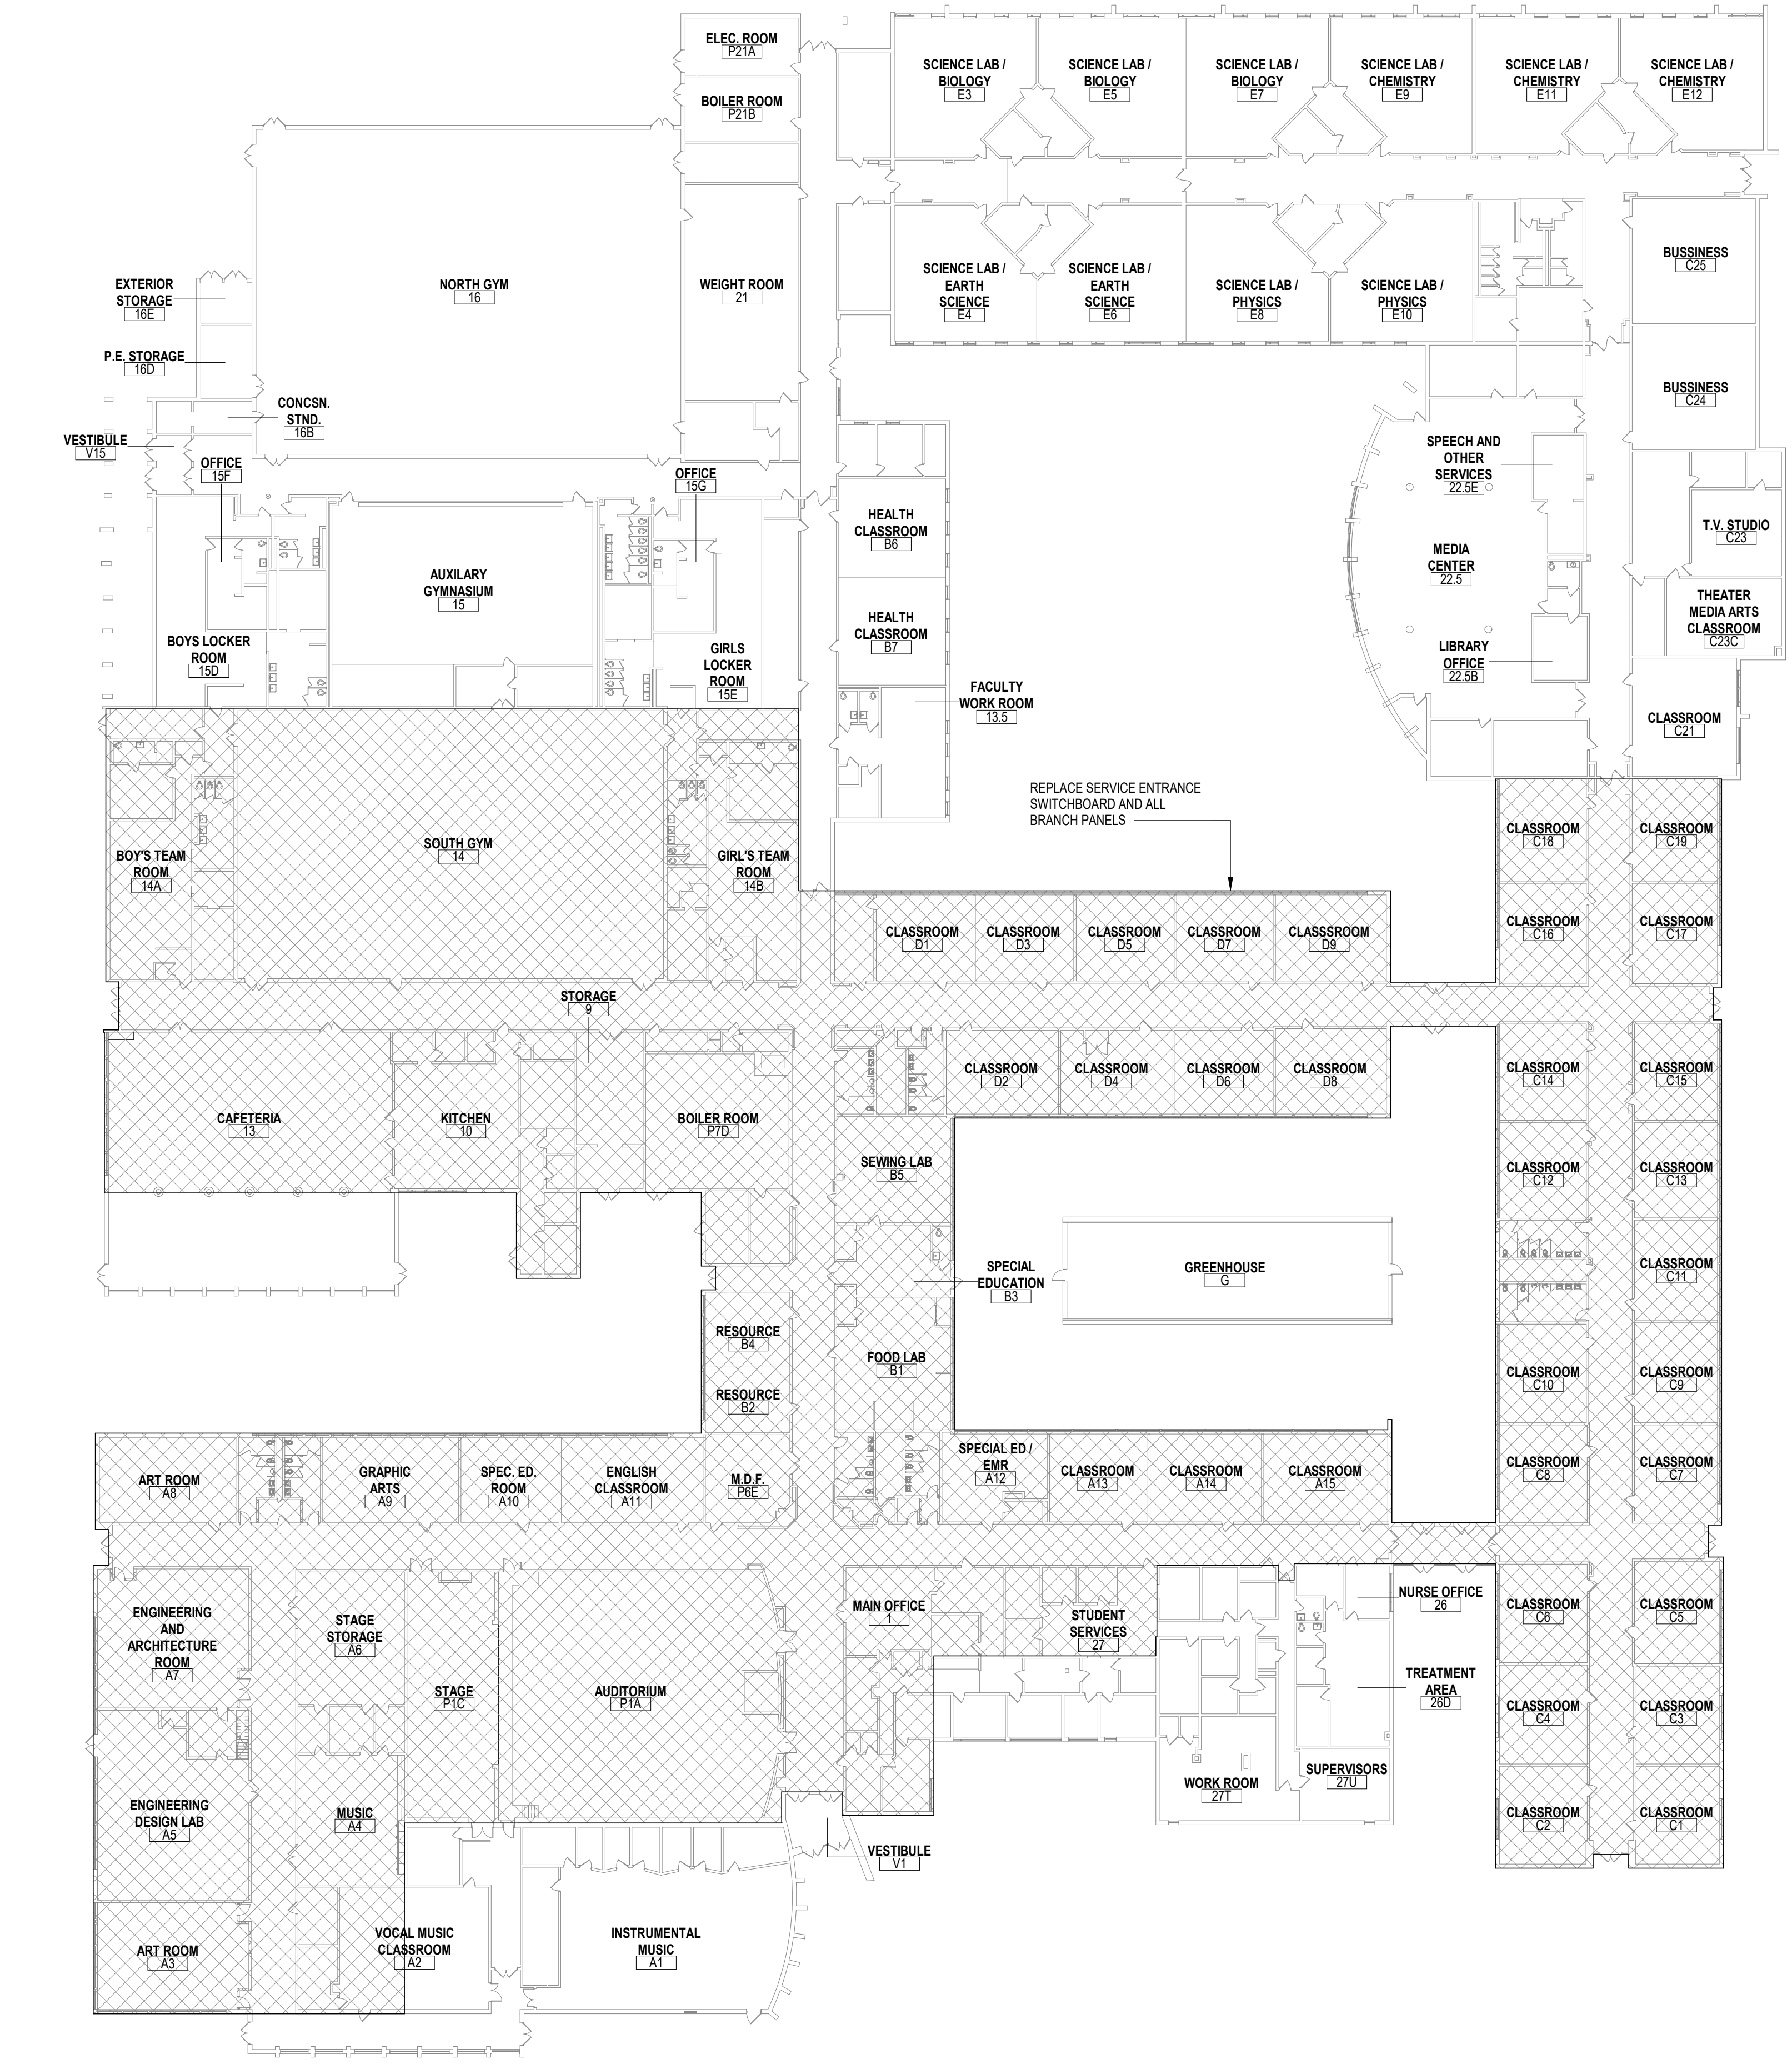 ELEC. ROOM
P21A
BOILER ROOM
P21B
SCIENCE LAB /
BIOLOGY
E3
SCIENCE LAB /
BIOLOGY
E5
SCIENCE LAB /
BIOLOGY
E7
SCIENCE LAB /
CHEMISTRY
E9
SCIENCE LAB /
CHEMISTRY
E11
SCIENCE LAB /
CHEMISTRY
E12
EXTERIOR
STORAGE
16E
NORTH GYM
16
WEIGHT ROOM
21
SCIENCE LAB /
EARTH
SCIENCE
E4
SCIENCE LAB /
EARTH
SCIENCE
E6
SCIENCE LAB /
PHYSICS
E8
SCIENCE LAB /
PHYSICS
E10
BUSSINESS
C25
P.E. STORAGE
16D
BUSSINESS
C24
CONCSN.
STND.
16B
VESTIBULE
V15
OFFICE
15F
OFFICE
15G
SPEECH AND
OTHER
SERVICES
22.5E
HEALTH
CLASSROOM
B6
T.V. STUDIO
C23
AUXILARY
GYMNASIUM
15
MEDIA
CENTER
22.5
THEATER
MEDIA ARTS
CLASSROOM
C23C
HEALTH
CLASSROOM
B7
BOYS LOCKER
ROOM
15D
GIRLS
LOCKER
ROOM
15E
LIBRARY
OFFICE
22.5B
FACULTY
WORK ROOM
13.5
CLASSROOM
C21
REPLACE SERVICE ENTRANCE
SWITCHBOARD AND ALL
BRANCH PANELS
BOY'S TEAM
ROOM
14A
SOUTH GYM
14
GIRL'S TEAM
ROOM
14B
CLASSROOM
C18
CLASSROOM
C19
CLASSROOM
D1
CLASSROOM
D3
CLASSROOM
D5
CLASSROOM
D7
CLASSSROOM
D9
CLASSROOM
C16
CLASSROOM
C17
STORAGE
9
CLASSROOM
D2
CLASSROOM
D4
CLASSROOM
D6
CLASSROOM
D8
CLASSROOM
C14
CLASSROOM
C15
CAFETERIA
13
KITCHEN
10
BOILER ROOM
P7D
SEWING LAB
B5
CLASSROOM
C12
CLASSROOM
C13
SPECIAL
EDUCATION
B3
GREENHOUSE
G
CLASSROOM
C11
RESOURCE
B4
FOOD LAB
B1
CLASSROOM
C10
CLASSROOM
C9
RESOURCE
B2
ART ROOM
A8
GRAPHIC
ARTS
A9
SPEC. ED.
ROOM
A10
ENGLISH
CLASSROOM
A11
M.D.F.
P6E
SPECIAL ED /
EMR
A12
CLASSROOM
A13
CLASSROOM
A14
CLASSROOM
A15
CLASSROOM
C8
CLASSROOM
C7
ENGINEERING
AND
ARCHITECTURE
ROOM
A7
STAGE
STORAGE
A6
MAIN OFFICE
1
STUDENT
SERVICES
27
NURSE OFFICE
26
CLASSROOM
C6
CLASSROOM
C5
STAGE
P1C
AUDITORIUM
P1A
TREATMENT
AREA
26D
CLASSROOM
C4
CLASSROOM
C3
WORK ROOM
27T
SUPERVISORS
27U
ENGINEERING
DESIGN LAB
A5
MUSIC
A4
CLASSROOM
C2
CLASSROOM
C1
VESTIBULE
V1
ART ROOM
A3
VOCAL MUSIC
CLASSROOM
A2
INSTRUMENTAL
MUSIC
A1